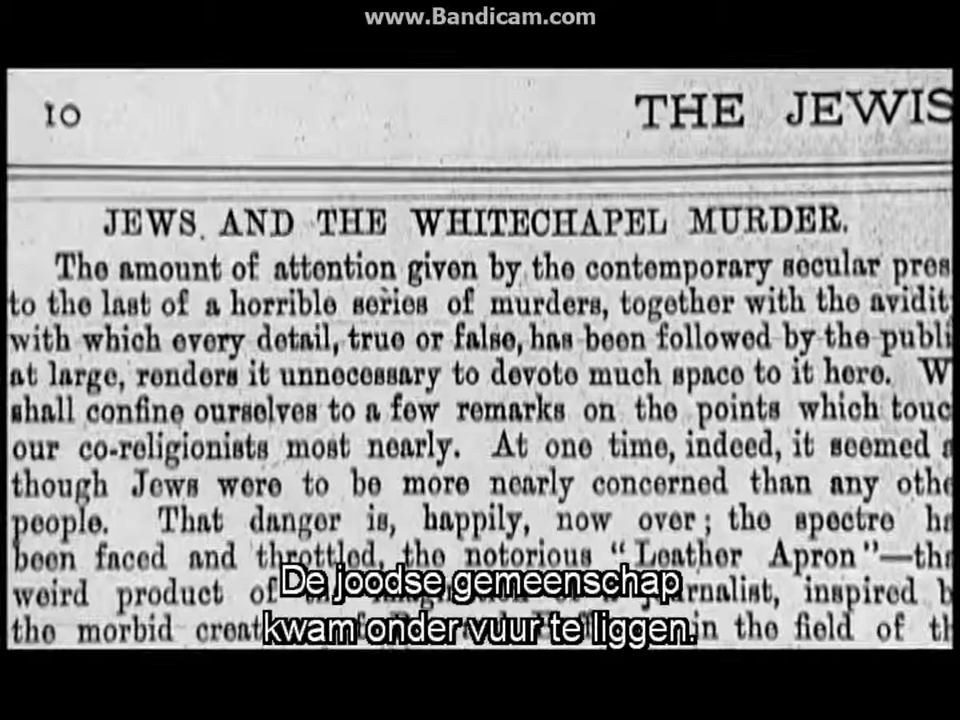 www.Bandicam.com
10 THE JEWIS
JEWS AND THE WHITECHAPEL MURDER.
The amount of attention given by the contemporary secular pres
to the last of a horrible series of murders, together with the avidit
with which every detail, true or false, has been followed by the publi
at large, renders it unnecessary to devote much space to it here. W
shall confine ourselves to a few remarks on the points which touc
our co-religionists most nearly. At one time, indeed, it seemed a
though Jews were to be more nearly concerned than any othe
people. That danger is, happily, now over; the spectre ha
been faced and throttled, the notorious “Leather Apron”—tha
weird product of
De joodse gemeenschap
journalist, inspired b
the morbid
kwam onder vuur te liggen.
in the field of th